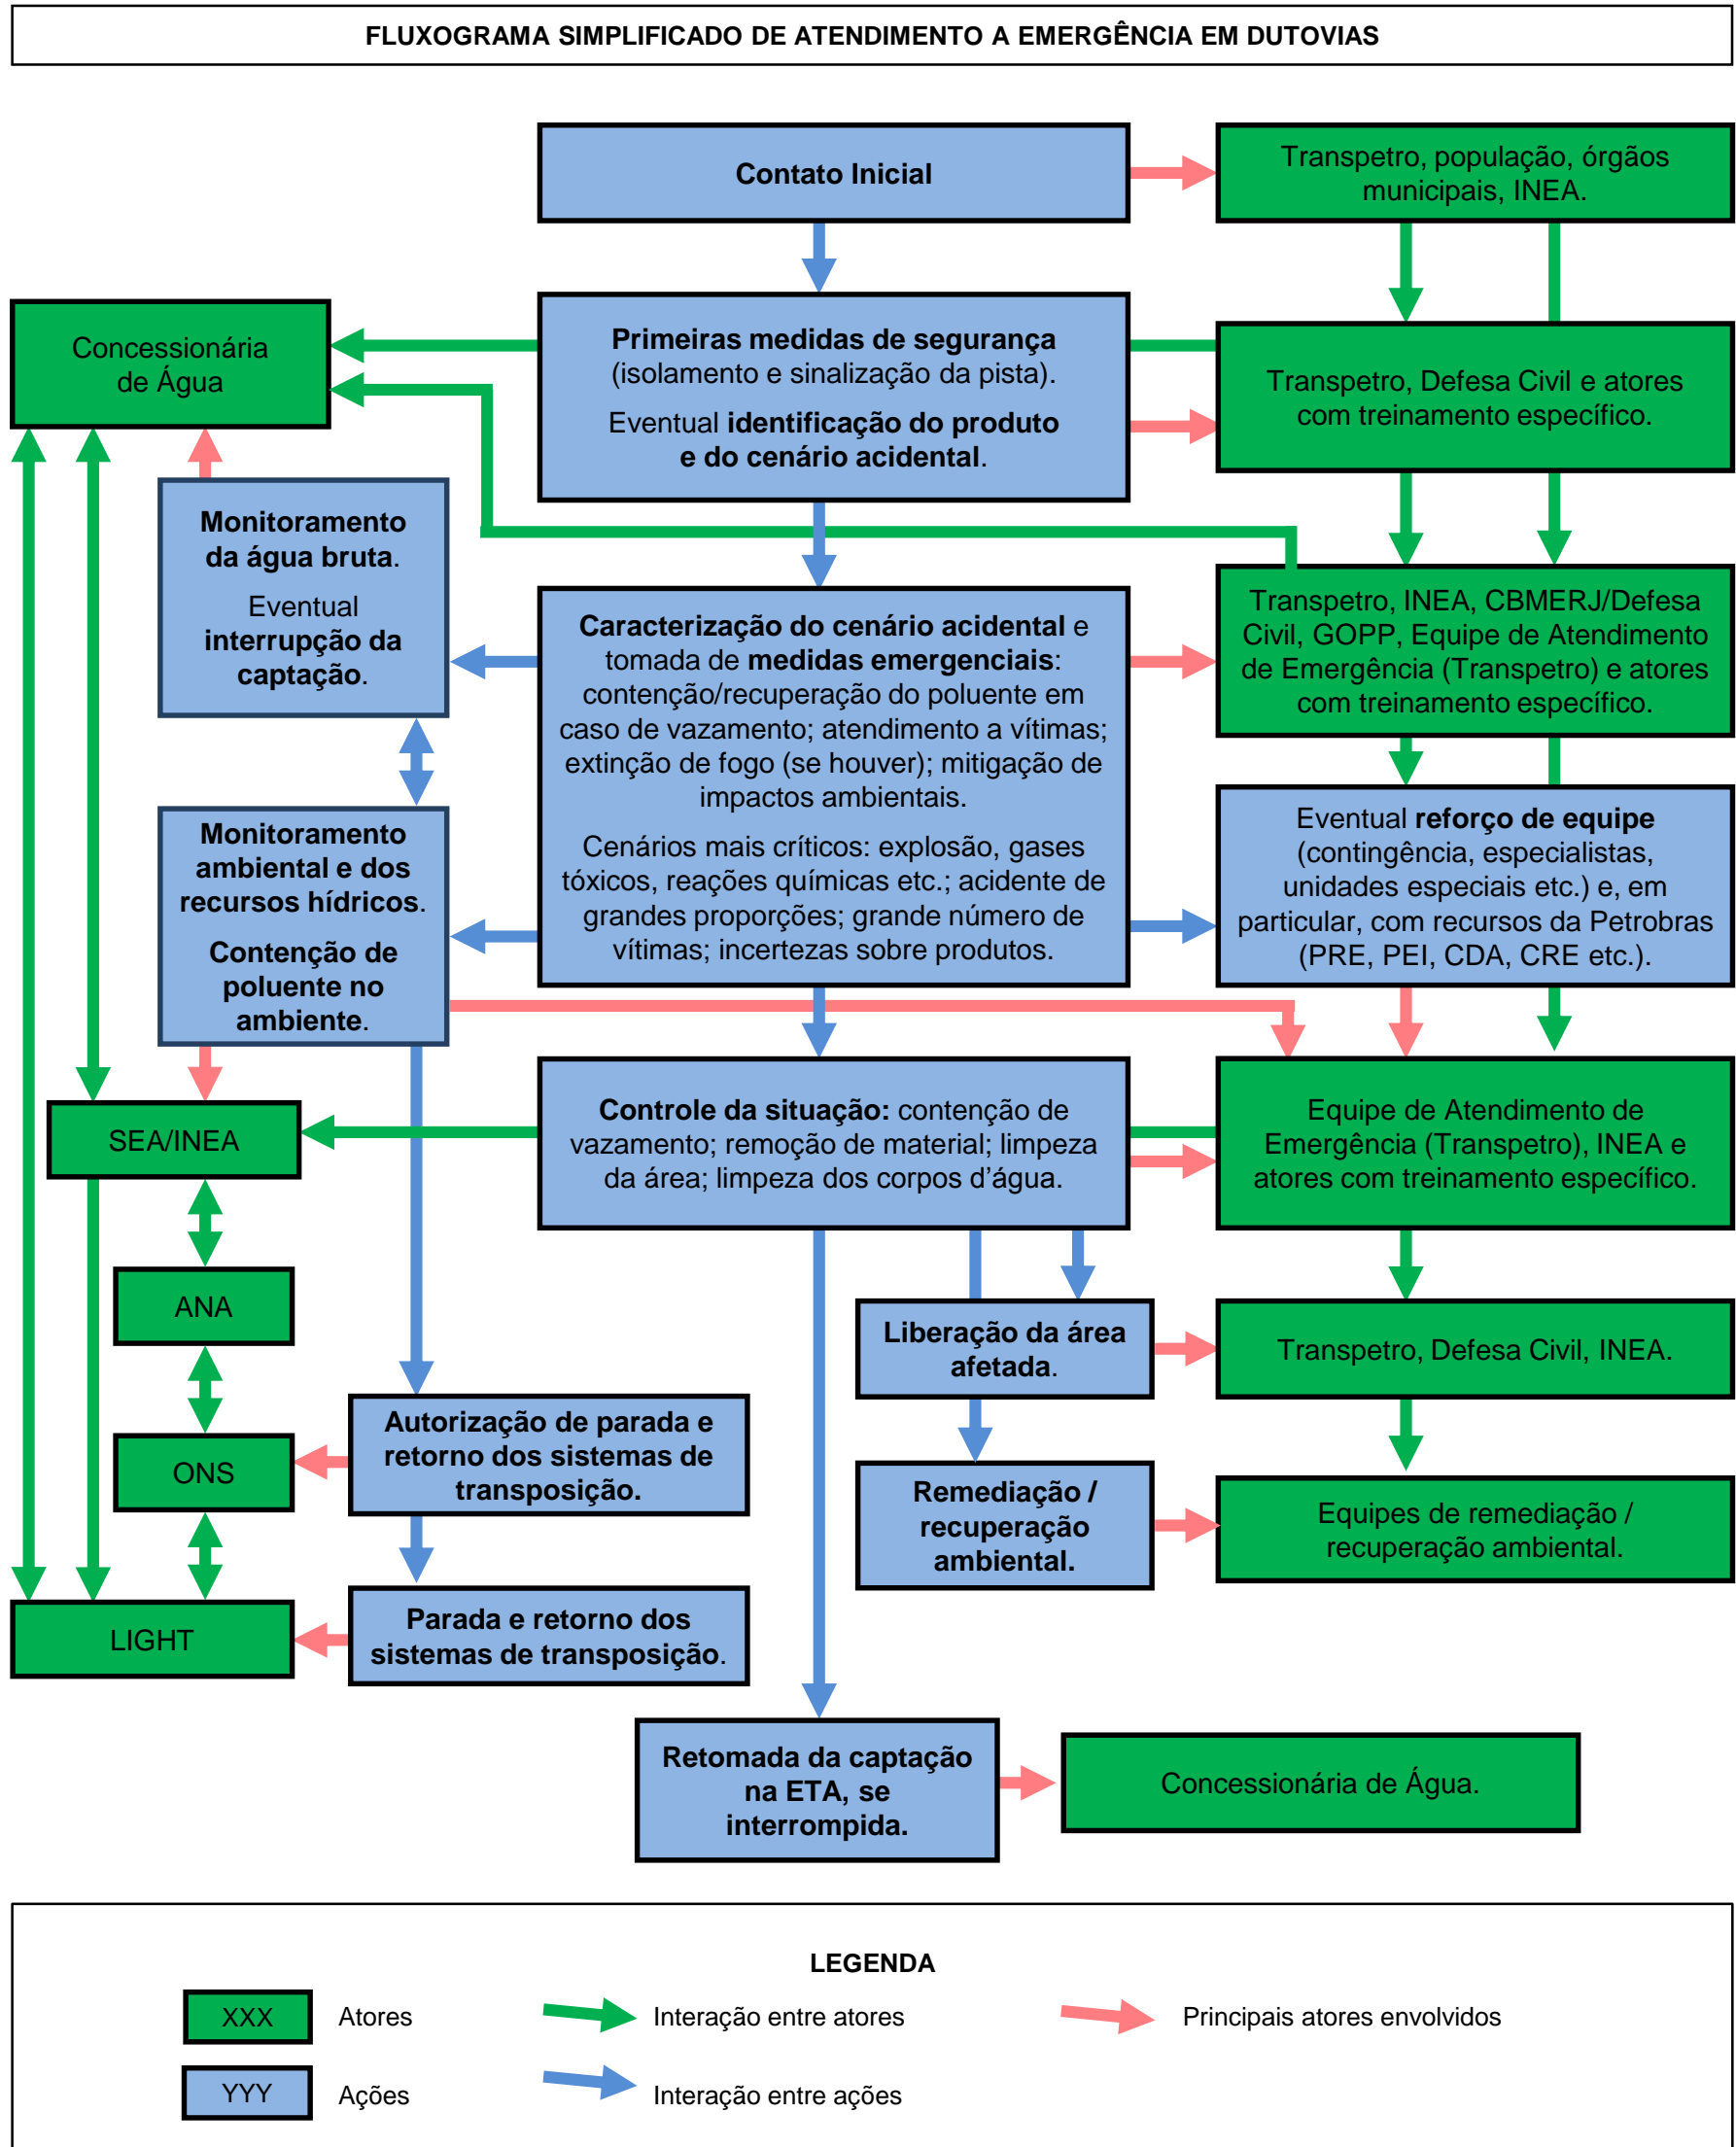 FLUXOGRAMA SIMPLIFICADO DE ATENDIMENTO A EMERGÊNCIA EM DUTOVIAS
Contato Inicial
Transpetro, população, órgãos
municipais, INEA.
Concessionária
de Água
Primeiras medidas de segurança
(isolamento e sinalização da pista).
Eventual identificação do produto
e do cenário acidental.
Transpetro, Defesa Civil e atores
com treinamento específico.
Monitoramento
da água bruta.
Eventual
interrupção da
captação.
Caracterização do cenário acidental e
tomada de medidas emergenciais:
contenção/recuperação do poluente em
caso de vazamento; atendimento a vítimas;
extinção de fogo (se houver); mitigação de
impactos ambientais.
Cenários mais críticos: explosão, gases
tóxicos, reações químicas etc.; acidente de
grandes proporções; grande número de
vítimas; incertezas sobre produtos.
Transpetro, INEA, CBMERJ/Defesa
Civil, GOPP, Equipe de Atendimento
de Emergência (Transpetro) e atores
com treinamento específico.
Monitoramento
ambiental e dos
recursos hídricos.
Contenção de
poluente no
ambiente.
Eventual reforço de equipe
(contingência, especialistas,
unidades especiais etc.) e, em
particular, com recursos da Petrobras
(PRE, PEI, CDA, CRE etc.).
SEA/INEA
Controle da situação: contenção de
vazamento; remoção de material; limpeza
da área; limpeza dos corpos d'água.
Equipe de Atendimento de
Emergência (Transpetro), INEA e
atores com treinamento específico.
ANA
Liberação da área
afetada.
Transpetro, Defesa Civil, INEA.
ONS
Autorização de parada e
retorno dos sistemas de
transposição.
Remediação /
recuperação
ambiental.
Equipes de remediação /
recuperação ambiental.
LIGHT
Parada e retorno dos
sistemas de transposição.
Retomada da captação
na ETA, se
interrompida.
Concessionária de Água.
LEGENDA
XXX
Atores
Interação entre atores
Principais atores envolvidos
YYY
Ações
Interação entre ações